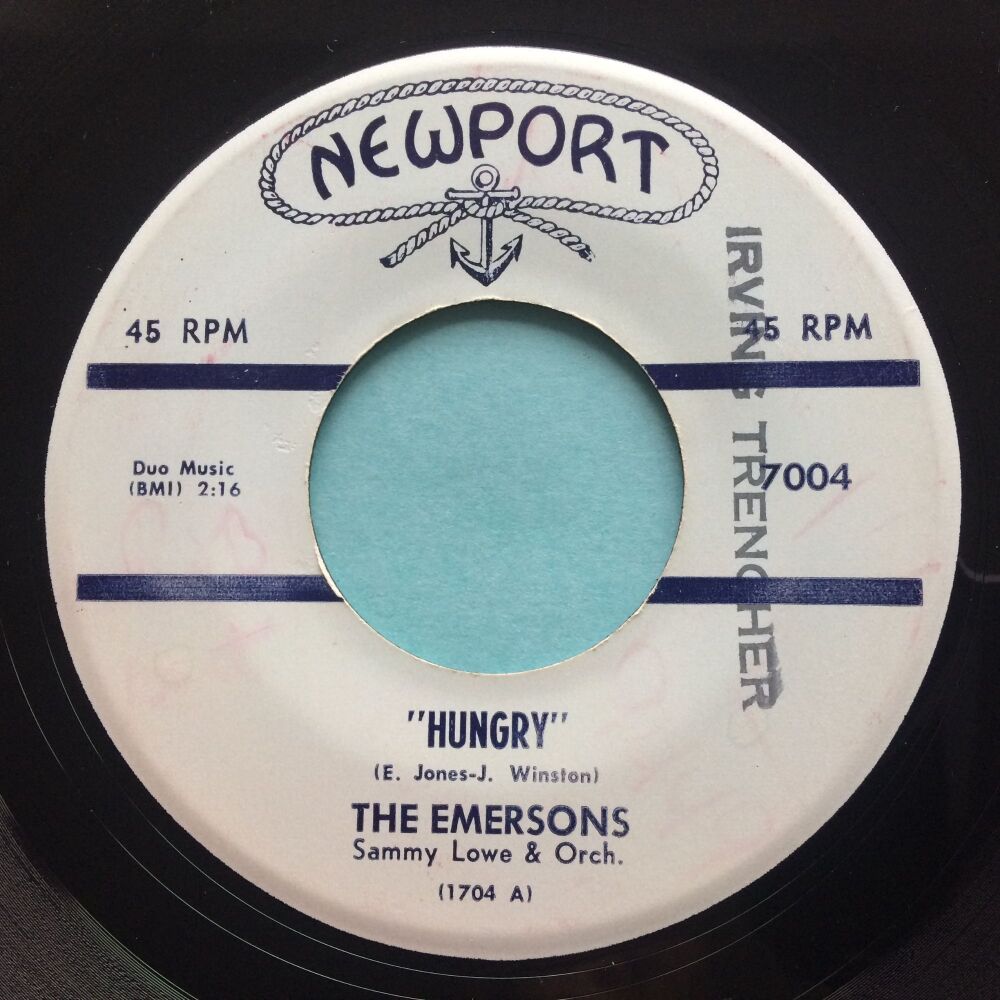 NEWPORT
45 RPM
45 RPM
Duo Music
(BMI) 2:16
7004
IRVING TRENCHER
"HUNGRY"
(E. Jones-J. Winston)
THE EMERSONS
Sammy Lowe & Orch.
(1704 A)